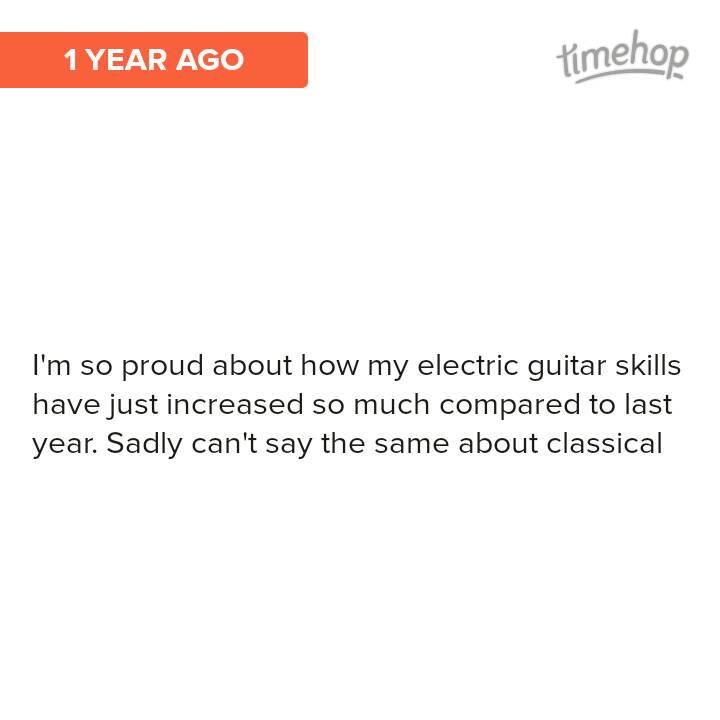 1 YEAR AGO
timehop
I'm so proud about how my electric guitar skills
have just increased so much compared to last
year. Sadly can't say the same about classical